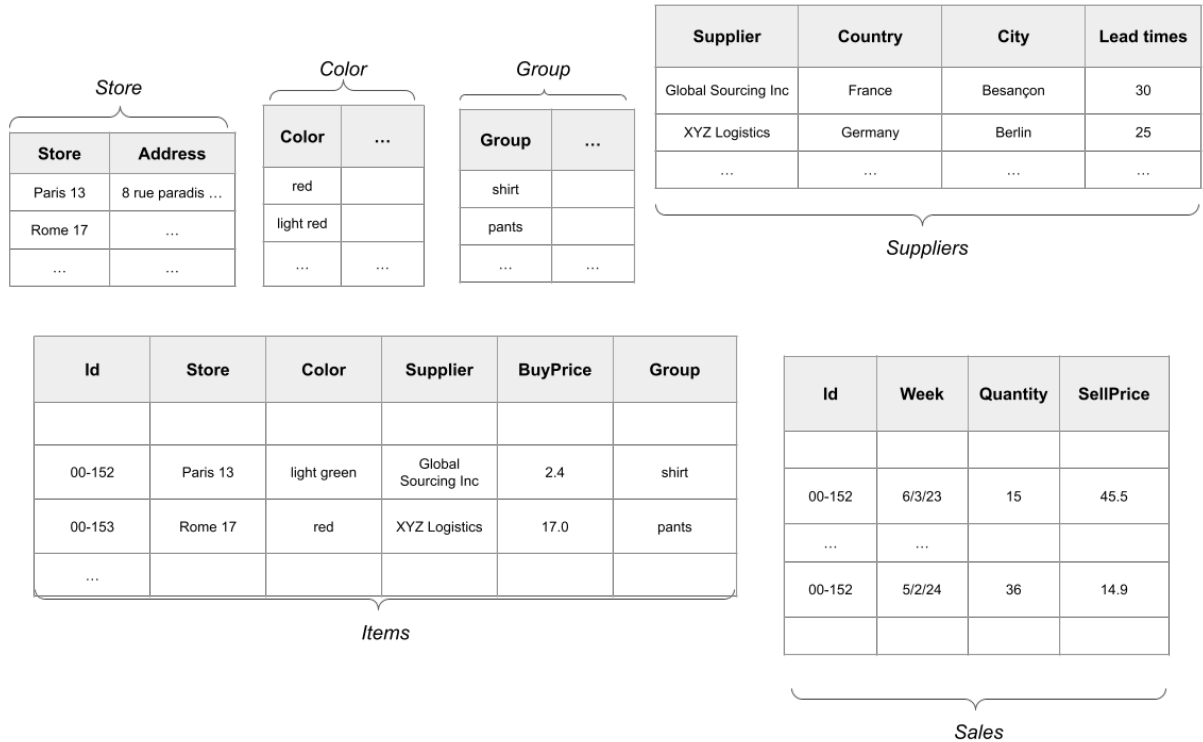 Store
Store Address
Paris 13 8 rue paradis …
Rome 17 …
… …
Color
Color …
red
light red
… …
Group
Group …
shirt
pants
… …
Supplier Country City Lead times
Global Sourcing Inc France Besançon 30
XYZ Logistics Germany Berlin 25
… … … …
Suppliers
Id Store Color Supplier BuyPrice Group
00-152 Paris 13 light green Global Sourcing Inc 2.4 shirt
00-153 Rome 17 red XYZ Logistics 17.0 pants
…
Items
Id Week Quantity SellPrice
00-152 6/3/23 15 45.5
… …
00-152 5/2/24 36 14.9
Sales